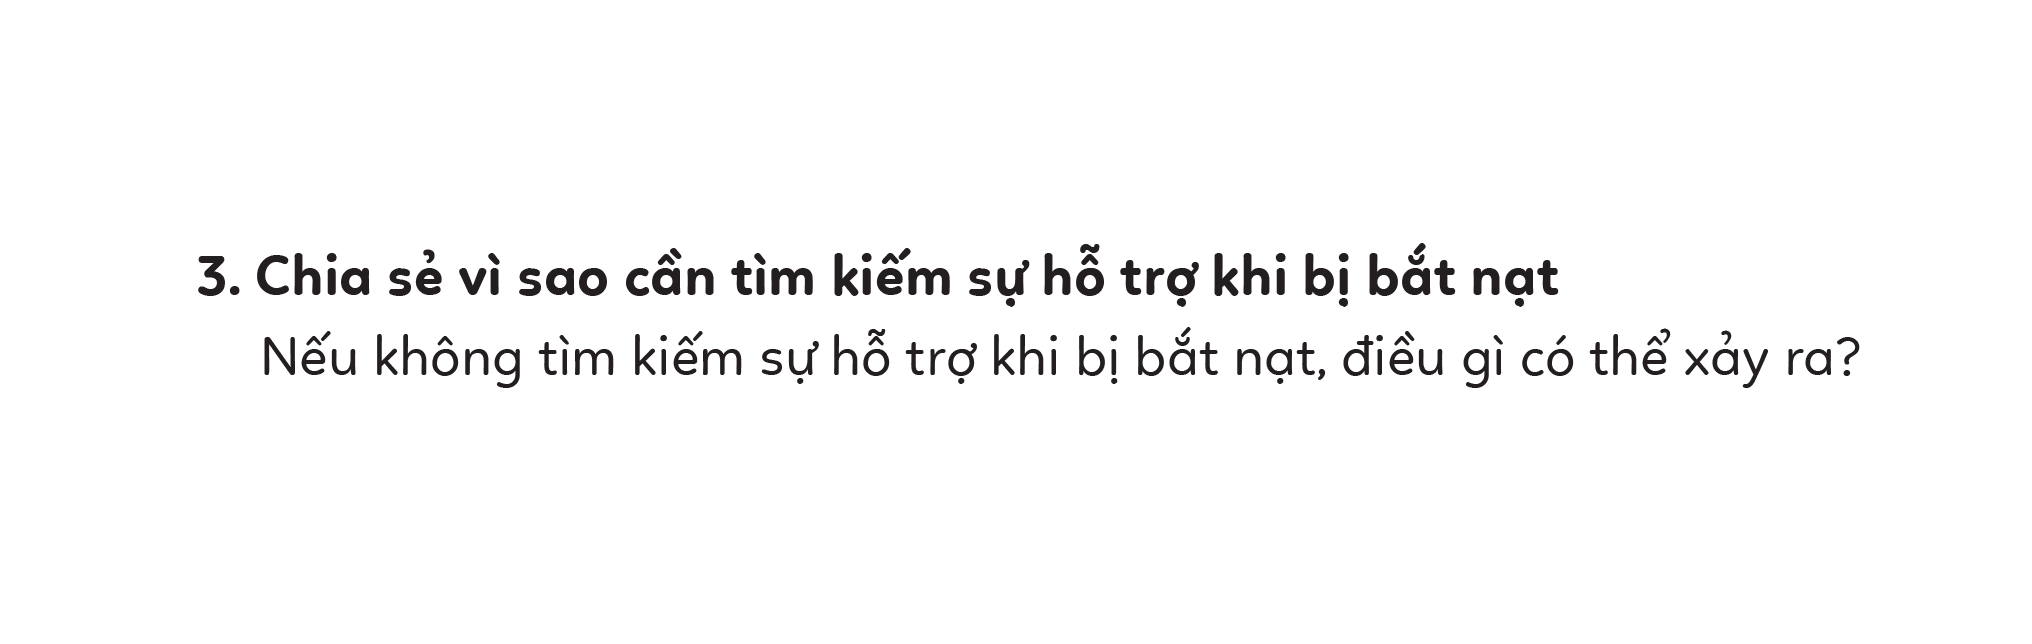 3. Chia sẻ vì sao cần tìm kiếm sự hỗ trợ khi bị bắt nạt
Nếu không tìm kiếm sự hỗ trợ khi bị bắt nạt, điều gì có thể xảy ra?